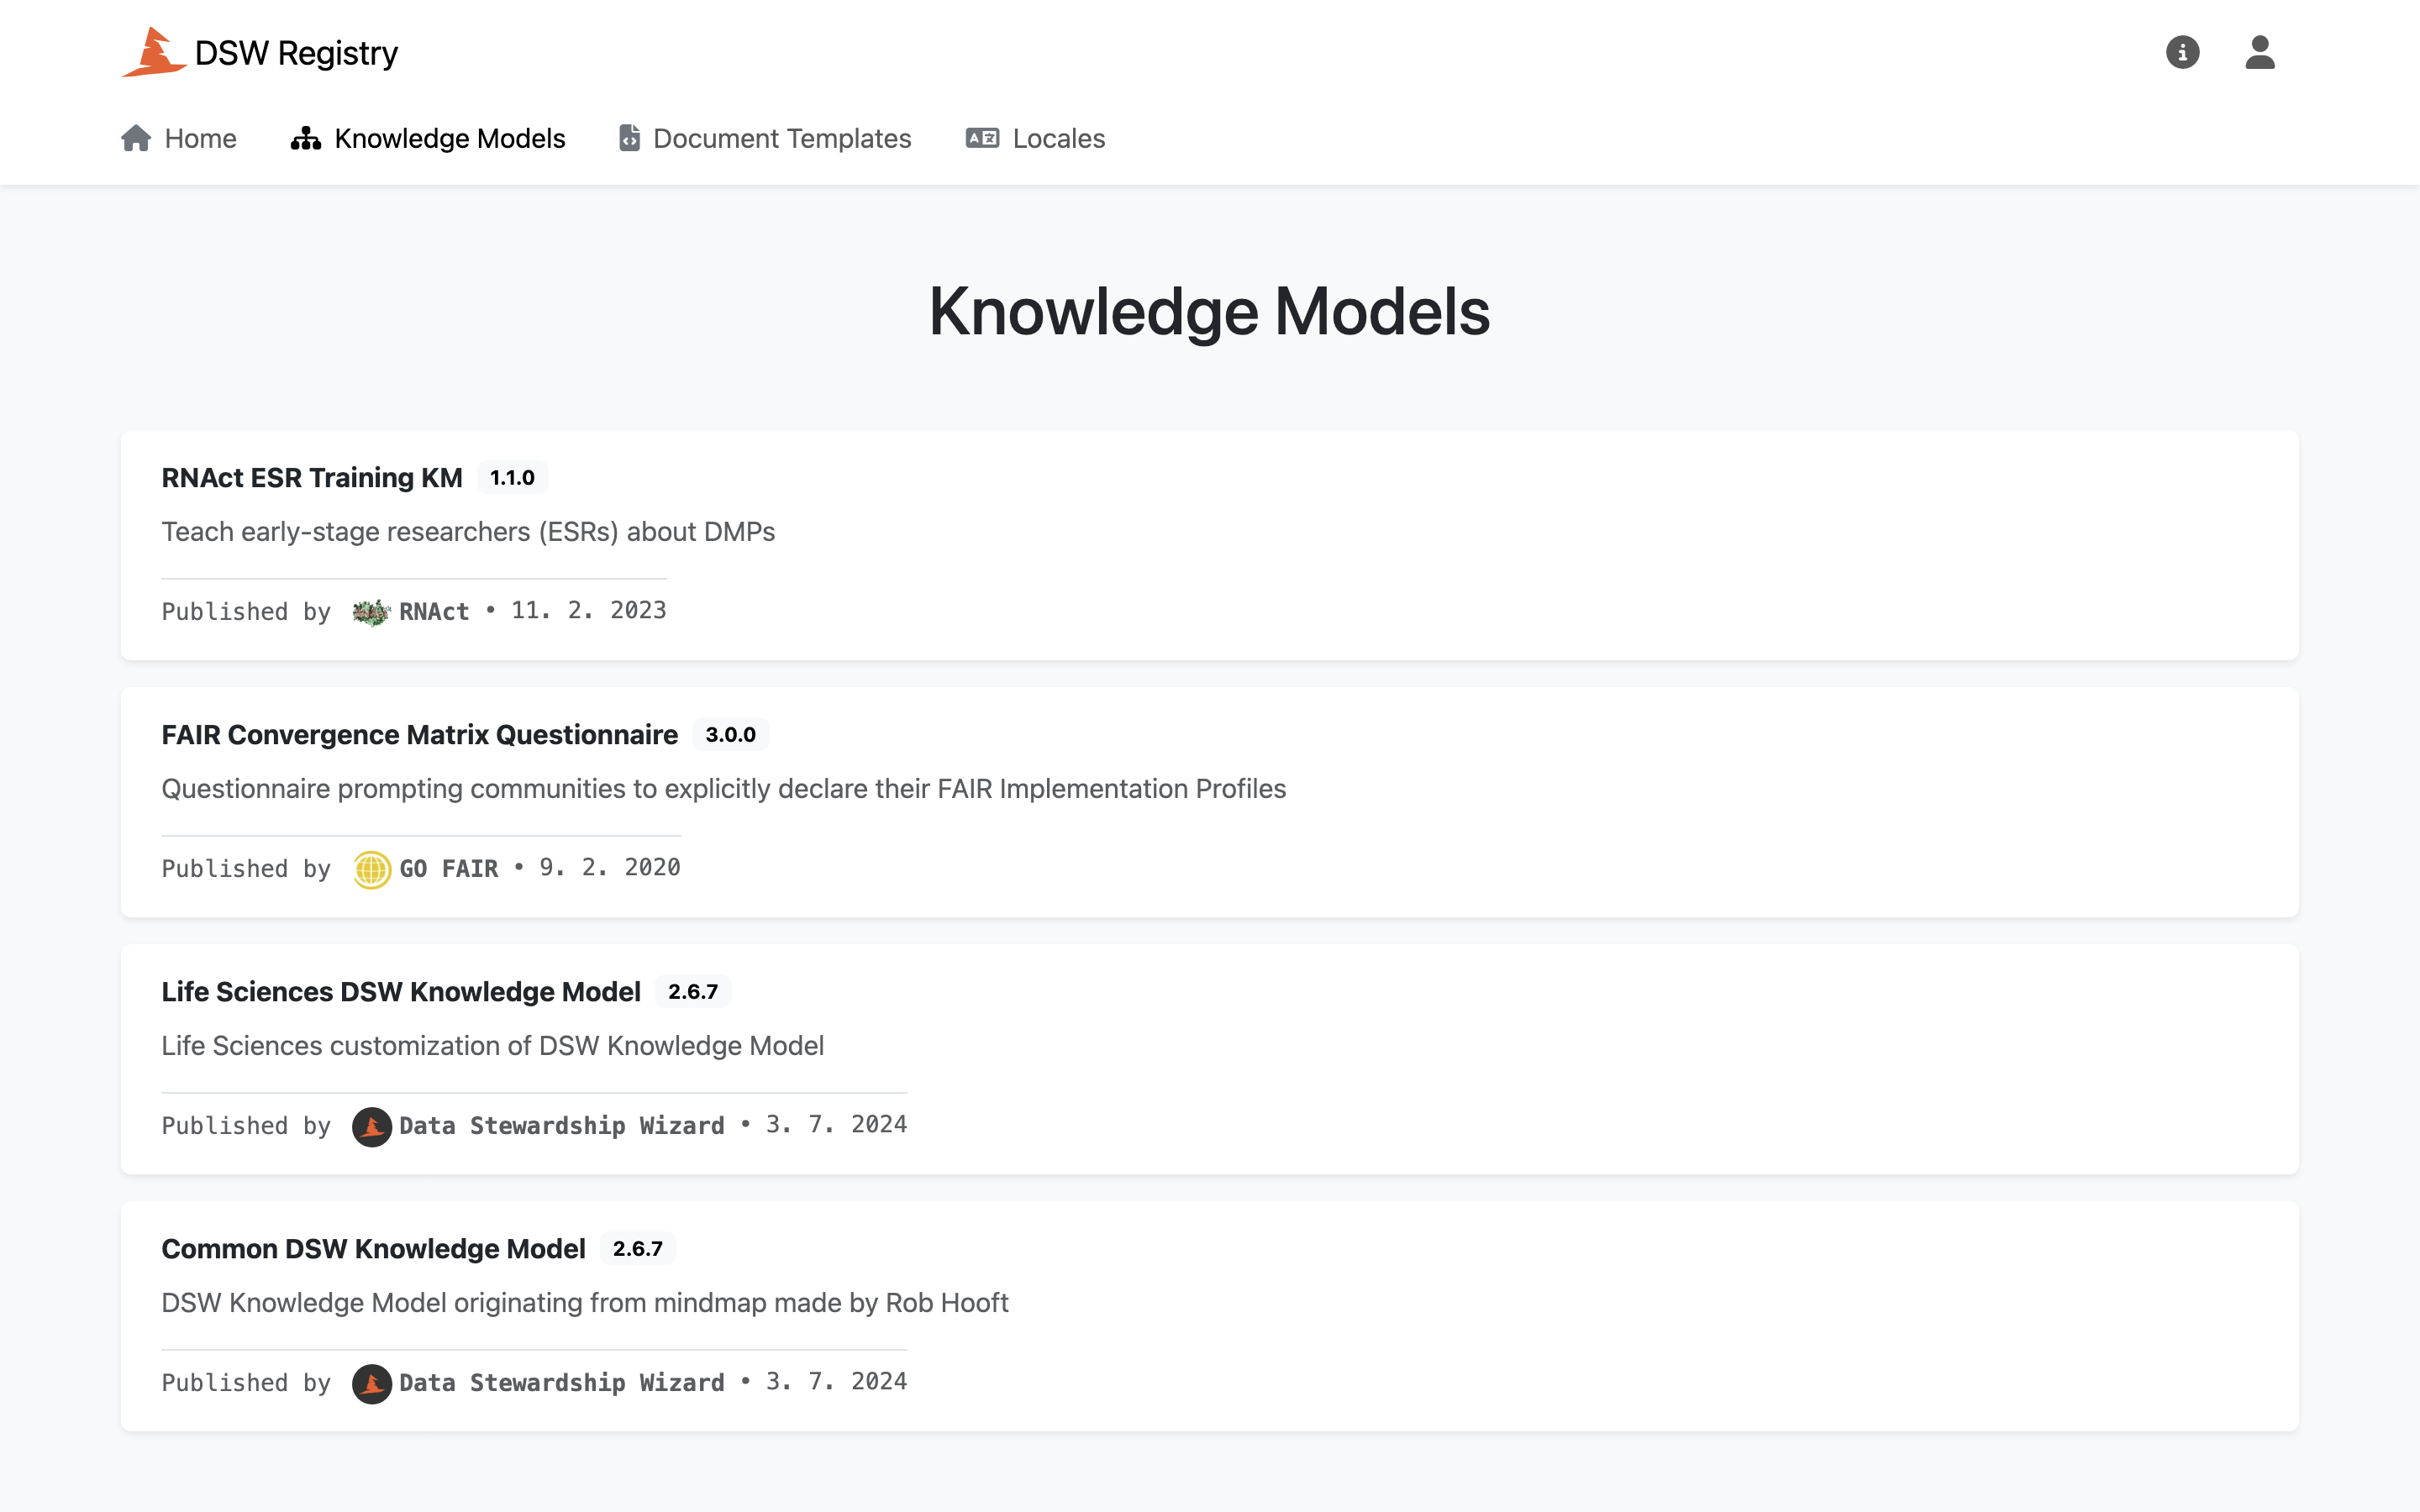 DSW Registry
Home
Knowledge Models
Document Templates
Locales
Knowledge Models
RNAct ESR Training KM 1.1.0
Teach early-stage researchers (ESRs) about DMPs
Published by RNAct • 11. 2. 2023
FAIR Convergence Matrix Questionnaire 3.0.0
Questionnaire prompting communities to explicitly declare their FAIR Implementation Profiles
Published by GO FAIR • 9. 2. 2020
Life Sciences DSW Knowledge Model 2.6.7
Life Sciences customization of DSW Knowledge Model
Published by Data Stewardship Wizard • 3. 7. 2024
Common DSW Knowledge Model 2.6.7
DSW Knowledge Model originating from mindmap made by Rob Hooft
Published by Data Stewardship Wizard • 3. 7. 2024